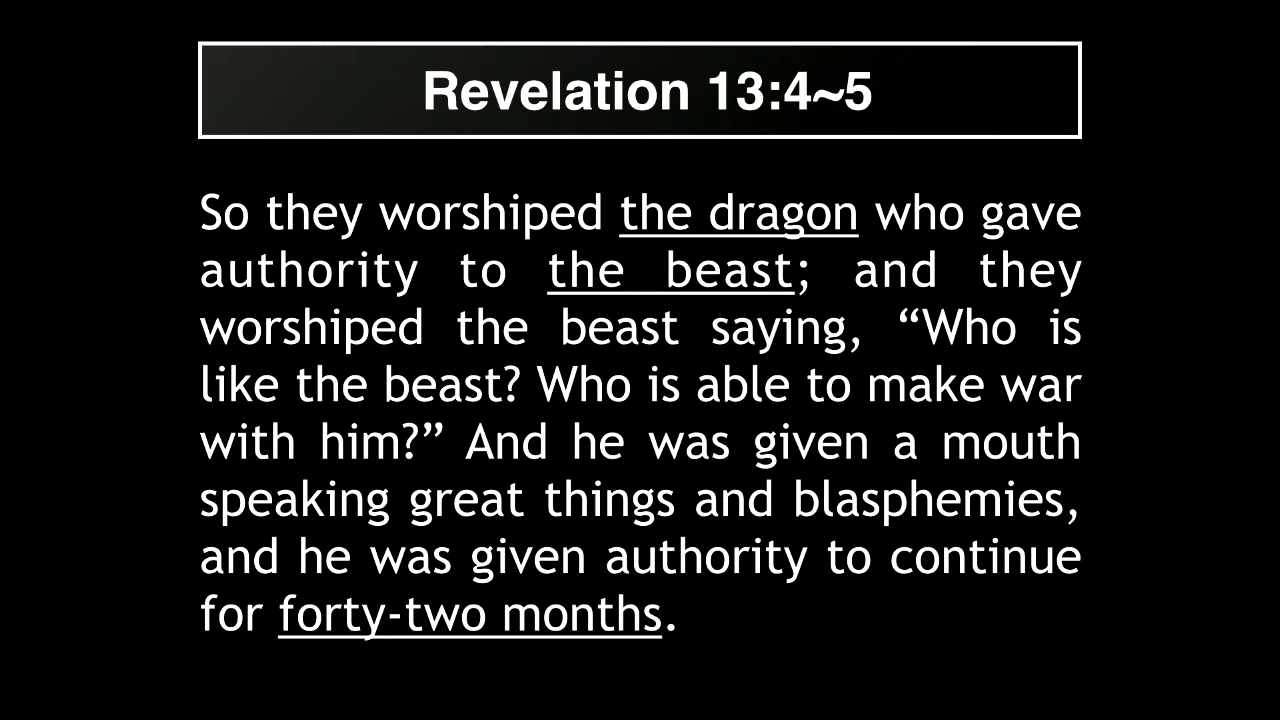 Revelation 13:4~5
So they worshiped the dragon who gave
authority to the beast; and they
worshiped the beast saying, “Who is
like the beast? Who is able to make war
with him?” And he was given a mouth
speaking great things and blasphemies,
and he was given authority to continue
for forty-two months.